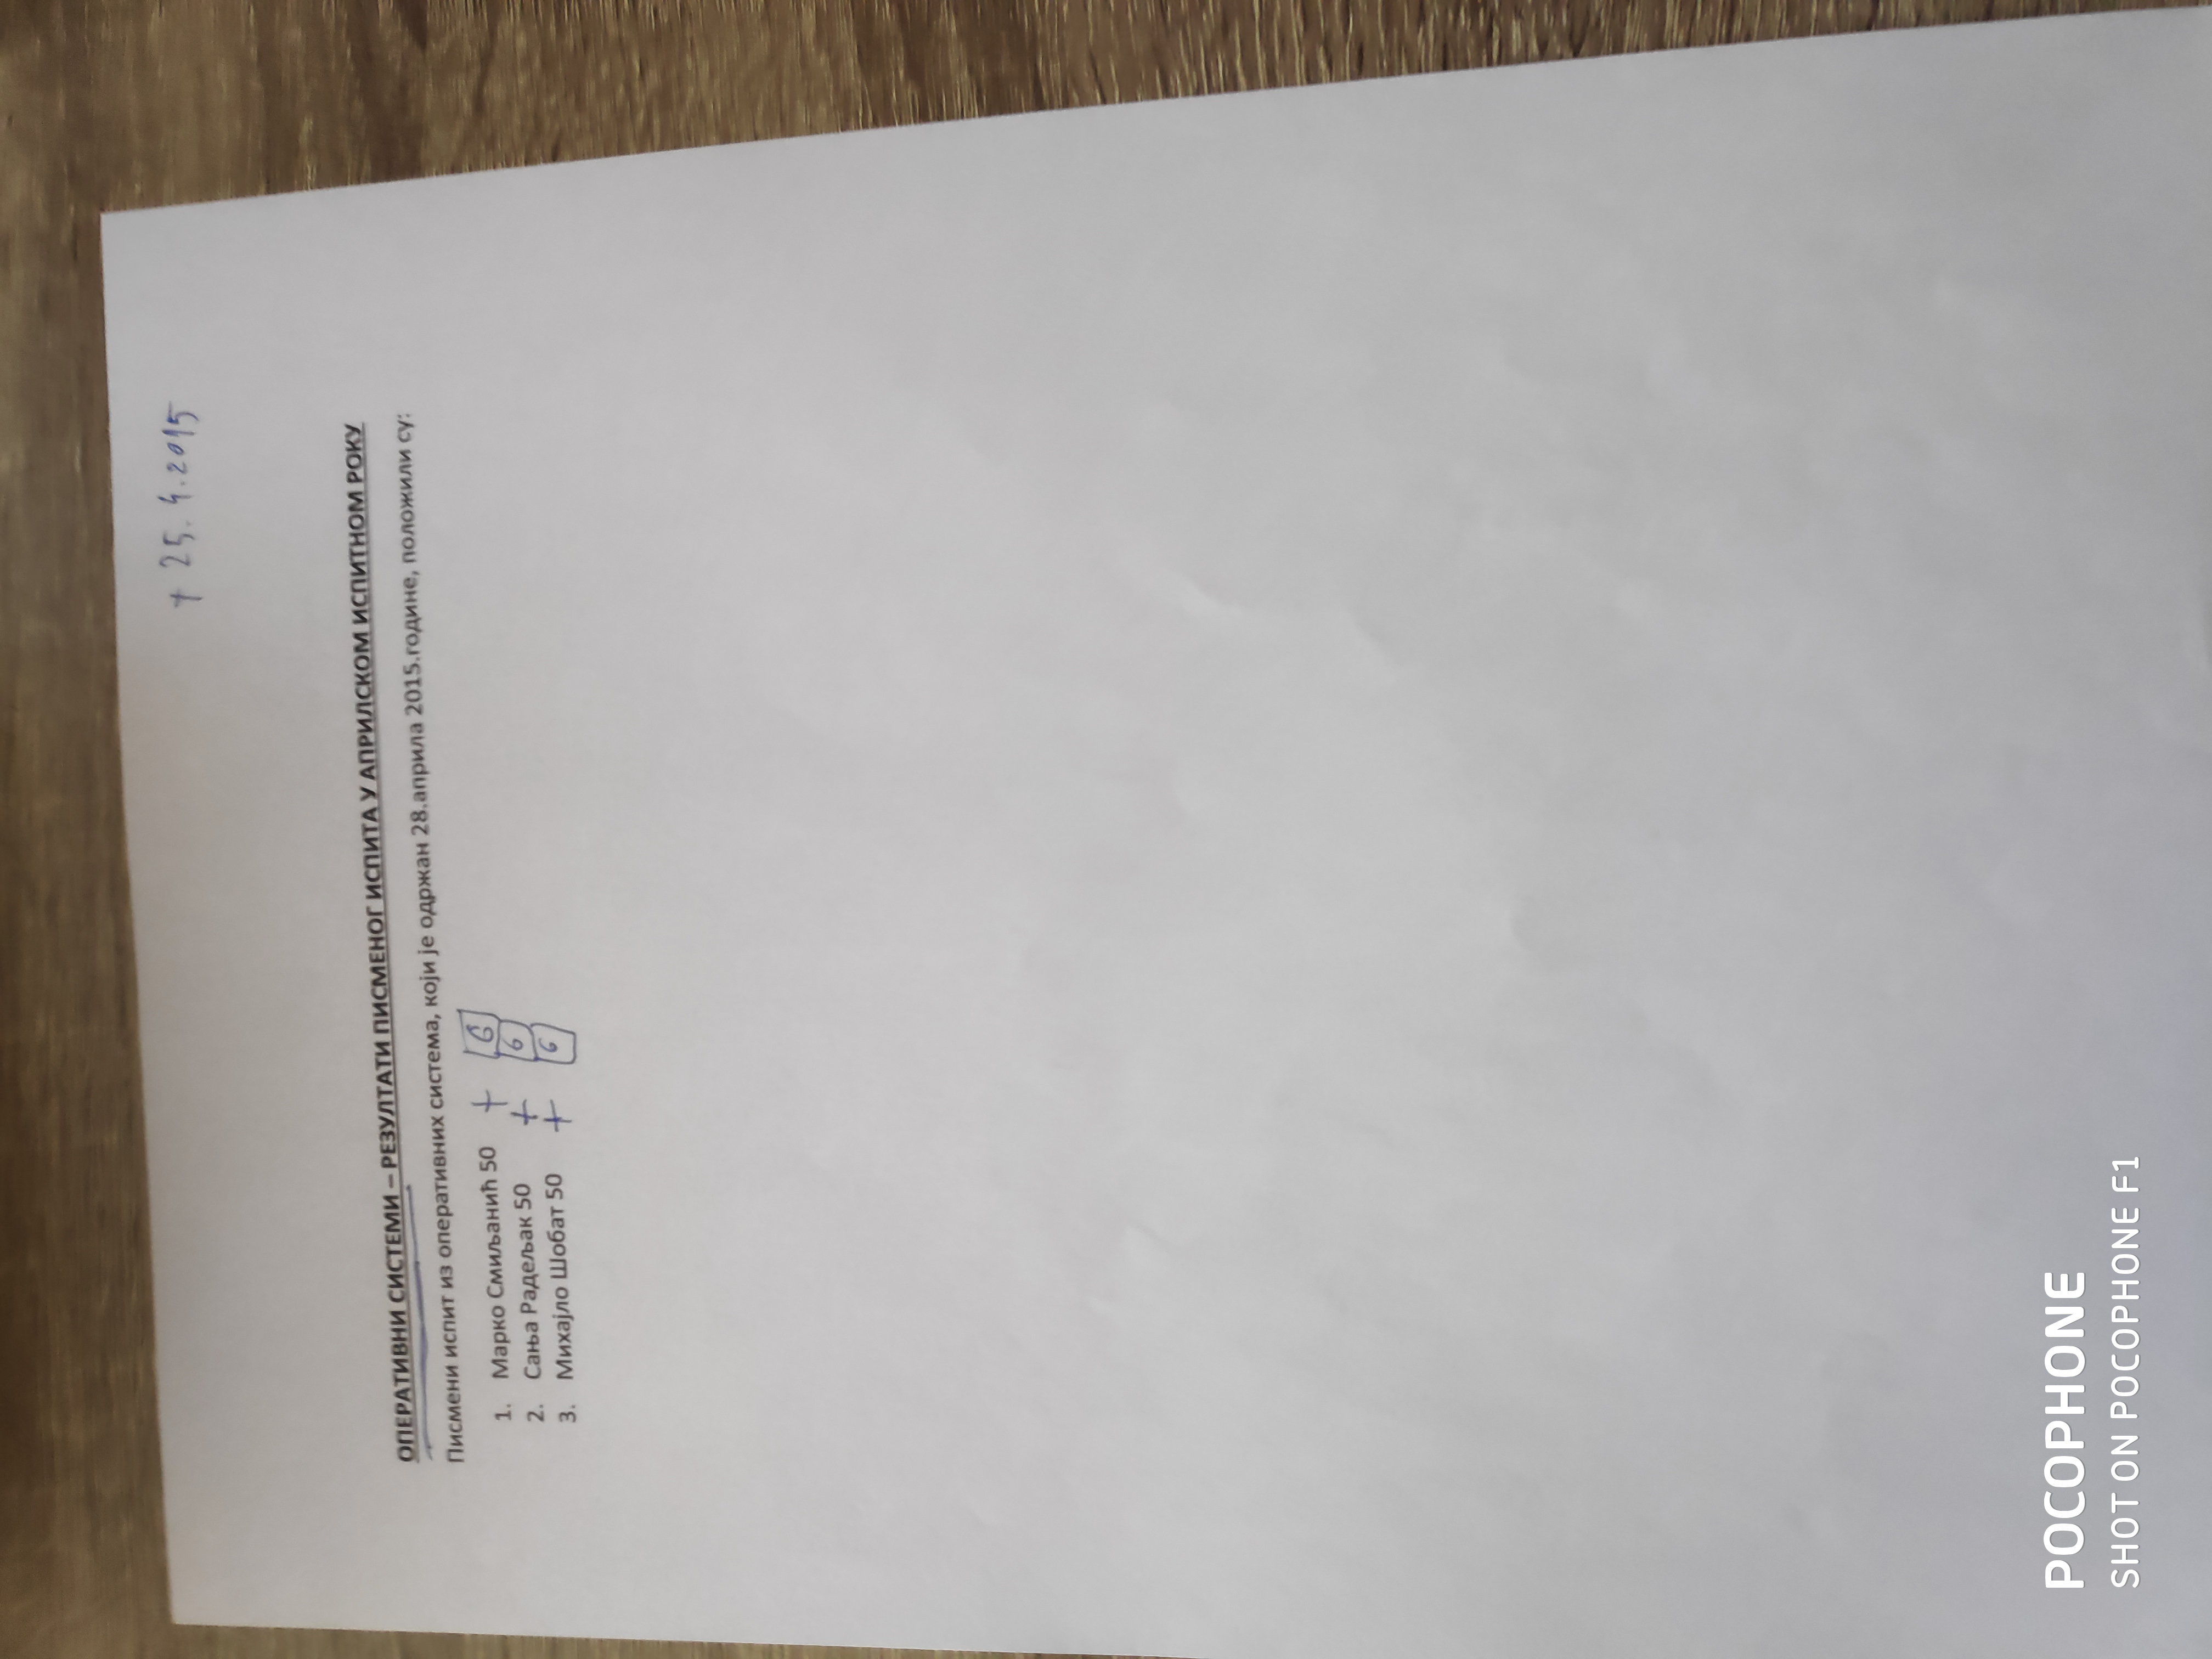 + 25. 4. 2015
ОПЕРАТИВНИ СИСТЕМИ – РЕЗУЛТАТИ ПИСМЕНОГ ИСПИТА У АПРИЛСКОМ ИСПИТНОМ РОКУ
Писмени испит из оперативних система, који је одржан 28.априла 2015.године, положили су:
1. Марко Смиљанић 50 + 6
2. Сања Радељак 50 + 6
3. Михајло Шобат 50 + 6
POCOPHONE
SHOT ON POCOPHONE F1